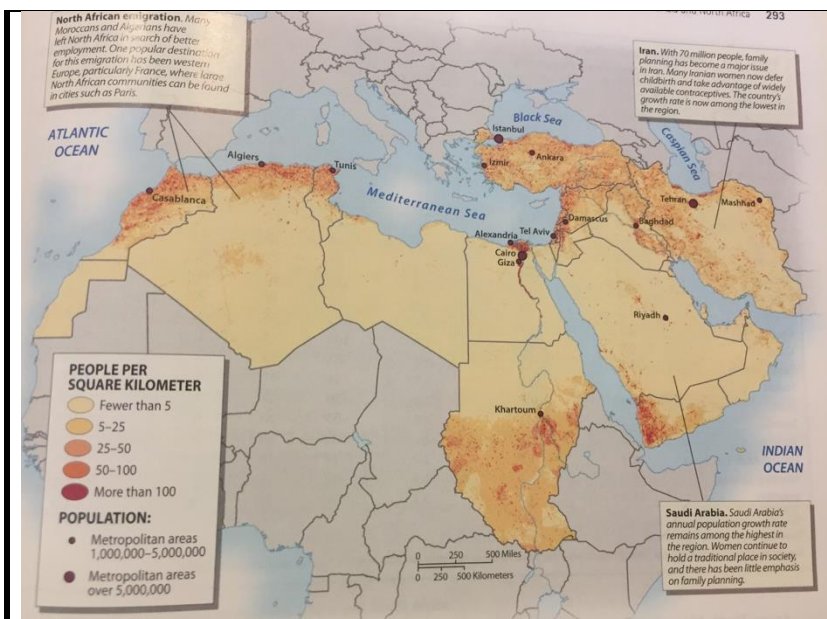 and North Africa 293
North African emigration. Many
Moroccans and Algerians have
left North Africa in search of better
employment. One popular destination
for this emigration has been western
Europe, particularly France, where large
North African communities can be found
in cities such as Paris.
Iran. With 70 million people, family
planning has become a major issue
in Iran. Many Iranian women now defer
childbirth and take advantage of widely
available contraceptives. The country's
growth rate is now among the lowest in
the region.
ATLANTIC
OCEAN
Black Sea
Caspian Sea
Istanbul
Ankara
Izmir
Algiers
Tunis
Casablanca
Mediterranean Sea
Tehran
Mashhad
Damascus
Baghdad
Alexandria
Tel Aviv
Cairo
Giza
Riyadh
Khartoum
INDIAN
OCEAN
PEOPLE PER
SQUARE KILOMETER
Fewer than 5
5–25
25–50
50–100
More than 100
POPULATION:
Metropolitan areas
1,000,000–5,000,000
Metropolitan areas
over 5,000,000
0 250 500 Miles
0 250 500 Kilometers
Saudi Arabia. Saudi Arabia's
annual population growth rate
remains among the highest in
the region. Women continue to
hold a traditional place in society,
and there has been little emphasis
on family planning.